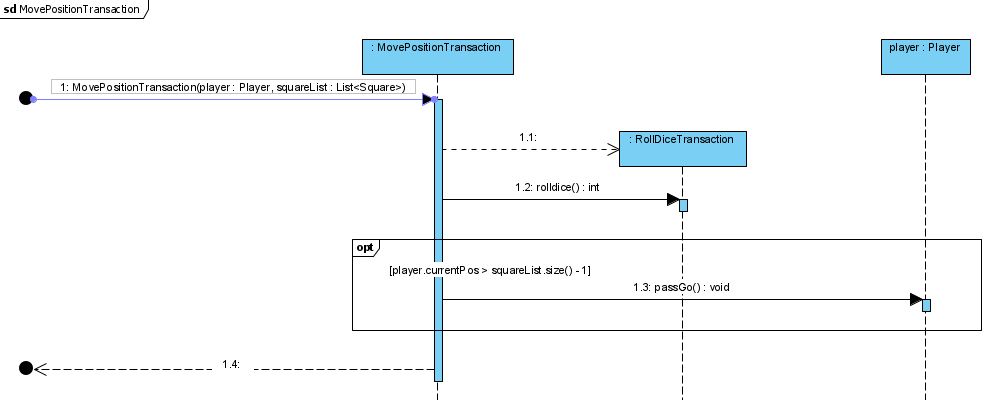 sd MovePositionTransaction
: MovePositionTransaction
player : Player
1: MovePositionTransaction(player : Player, squareList : List<Square>)
1.1:
: RollDiceTransaction
1.2: rolldice() : int
opt
[player.currentPos > squareList.size() - 1]
1.3: passGo() : void
1.4: